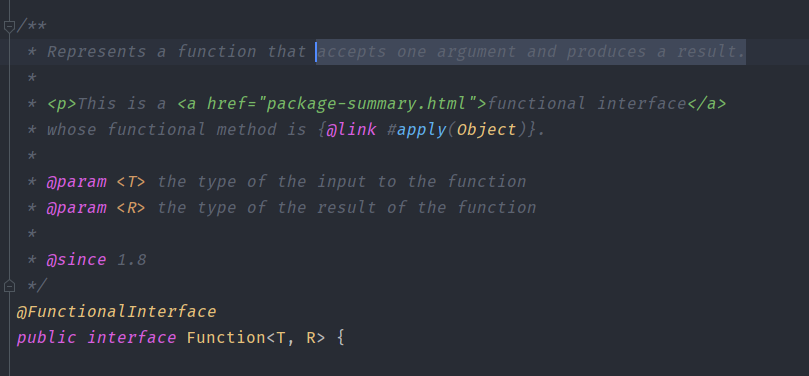 /**
* Represents a function that accepts one argument and produces a result.
*
* <p>This is a <a href="package-summary.html">functional interface</a>
* whose functional method is {@link #apply(Object)}.
*
* @param <T> the type of the input to the function
* @param <R> the type of the result of the function
*
* @since 1.8
*/
@FunctionalInterface
public interface Function<T, R> {